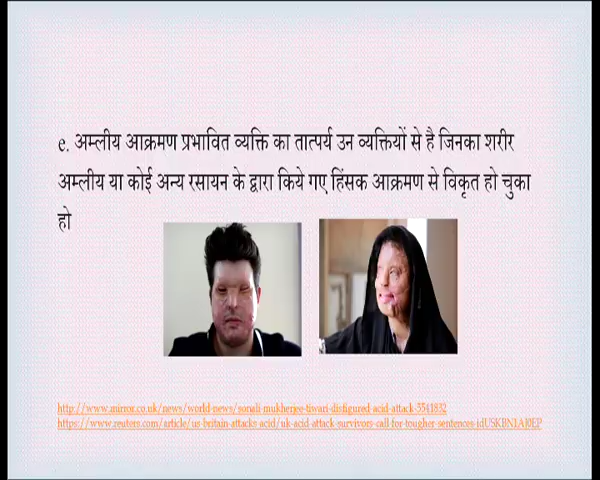 e. अम्लीय आक्रमण प्रभावित व्यक्ति का तात्पर्य उन व्यक्तियों से है जिनका शरीर
अम्लीय या कोई अन्य रसायन के द्वारा किये गए हिंसक आक्रमण से विकृत हो चुका
हो
http://www.mirror.co.uk/news/world-news/sonali-mukherjee-tiwari-disfigured-acid-attack-3541832
https://www.reuters.com/article/us-britain-attacks-acid/uk-acid-attack-survivors-call-for-tougher-sentences-idUSKBN1AJ0EP